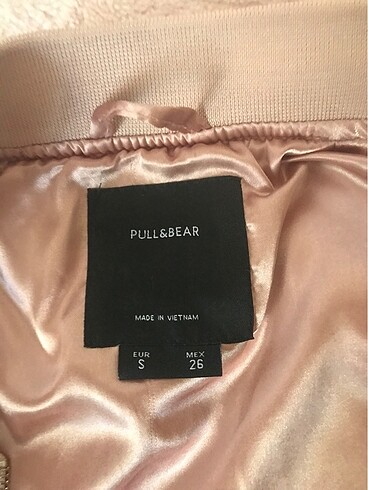 PULL&BEAR
MADE IN VIETNAM
EUR MEX
S 26